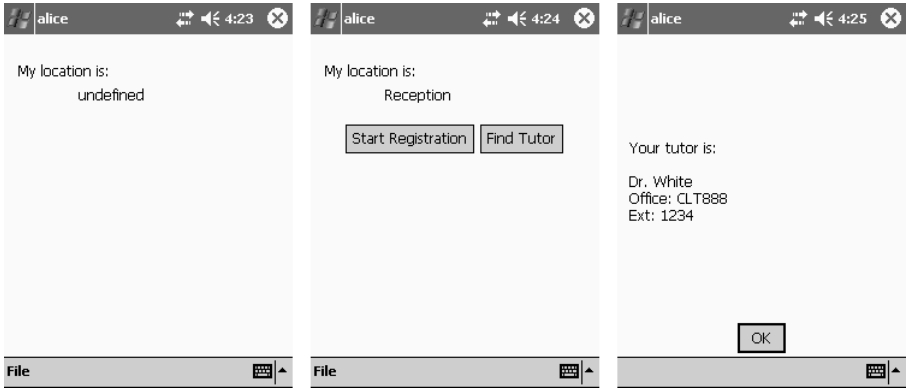 alice 4:23
My location is:
undefined
File
alice 4:24
My location is:
Reception
Start Registration Find Tutor
File
alice 4:25
Your tutor is:
Dr. White
Office: CLT888
Ext: 1234
OK